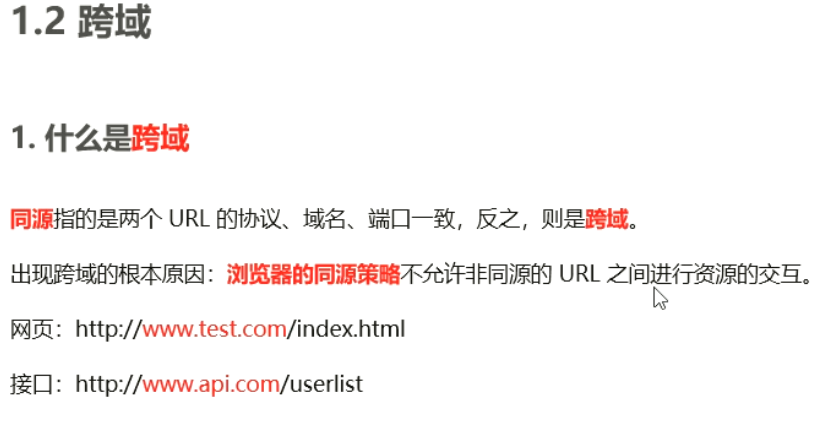 1.2 跨域
1. 什么是跨域
同源指的是两个 URL 的协议、域名、端口一致，反之，则是跨域。
出现跨域的根本原因：浏览器的同源策略不允许非同源的 URL 之间进行资源的交互。
网页：http://www.test.com/index.html
接口：http://www.api.com/userlist